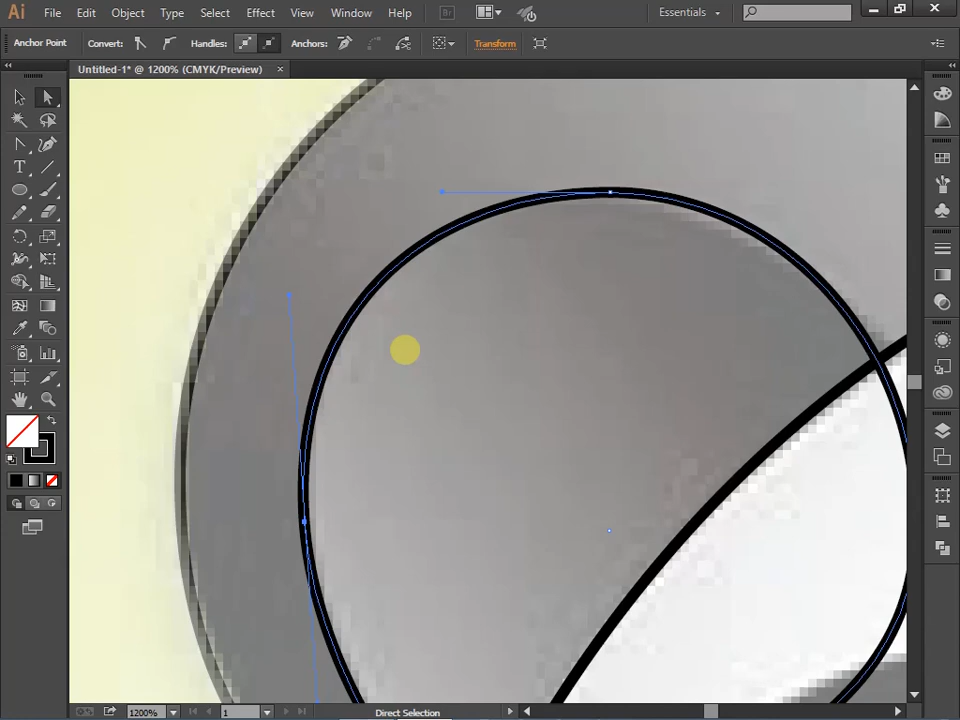 Ai File Edit Object Type Select Effect View Window Help Br Essentials
Anchor Point Convert: Handles: Anchors: Transform
Untitled-1* @ 1200% (CMYK/Preview) ×
T
1200% 1 Direct Selection